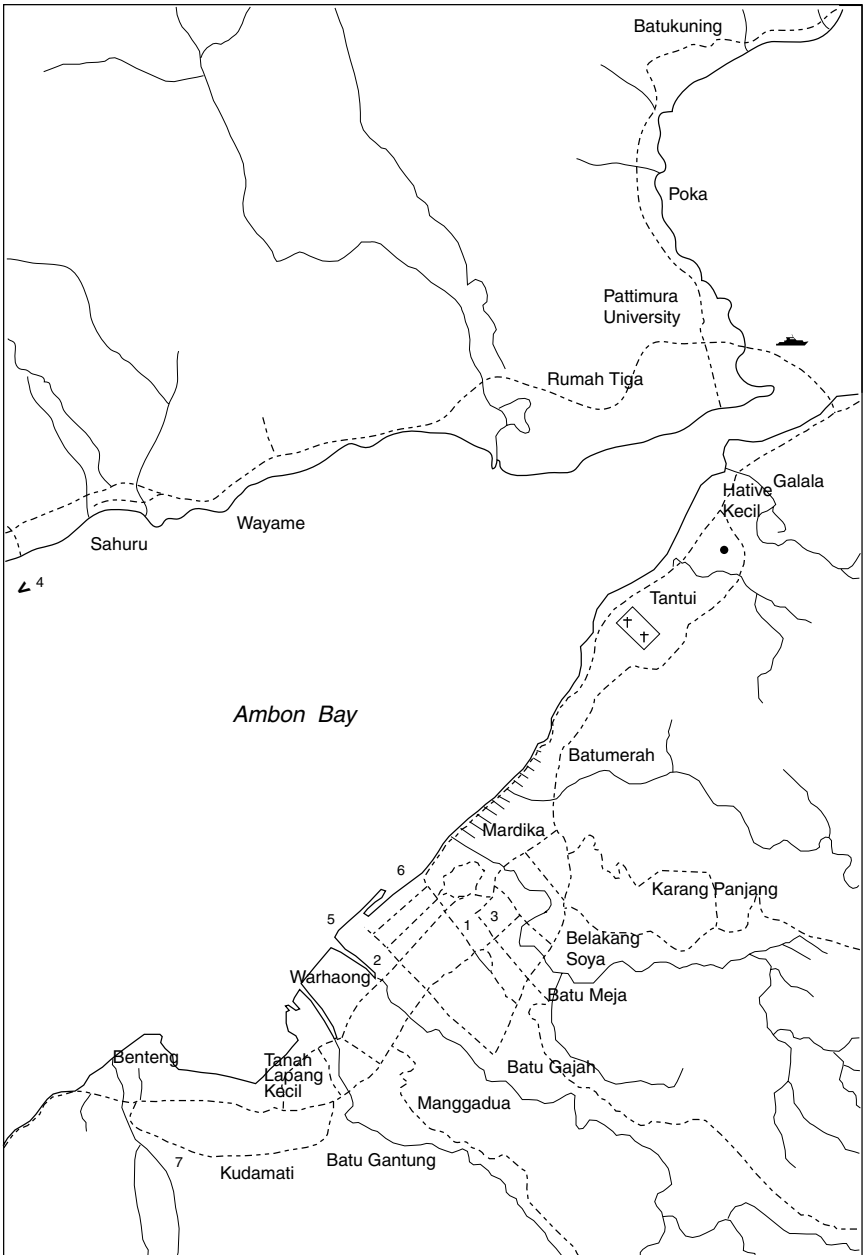 Batukuning
Poka
Pattimura
University
Rumah Tiga
Galala
Hative
Kecil
Wayame
Sahuru
4
Tantui
Ambon Bay
Batumerah
Mardika
6
Karang Panjang
5
1
3
Belakang
Soya
2
Warhaong
Batu Meja
Benteng
Tanah
Lapang
Kecil
Batu Gajah
Manggadua
7
Kudamati
Batu Gantung